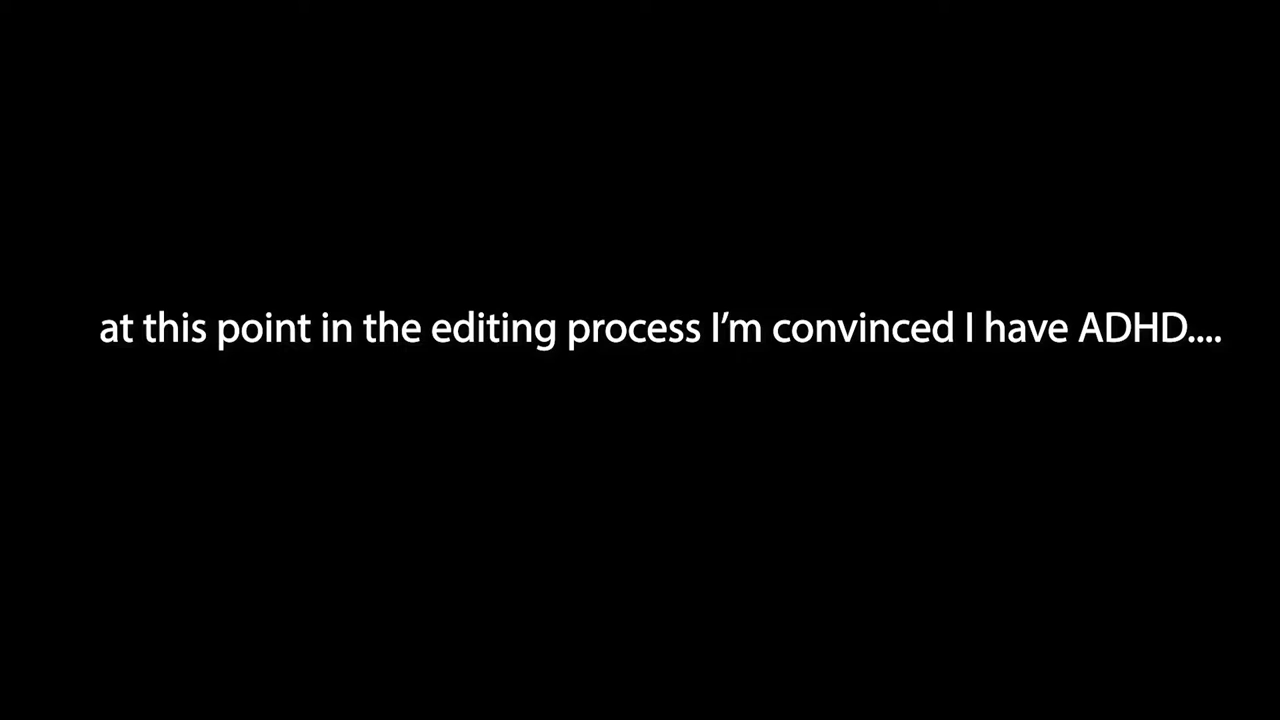 at this point in the editing process I’m convinced I have ADHD....